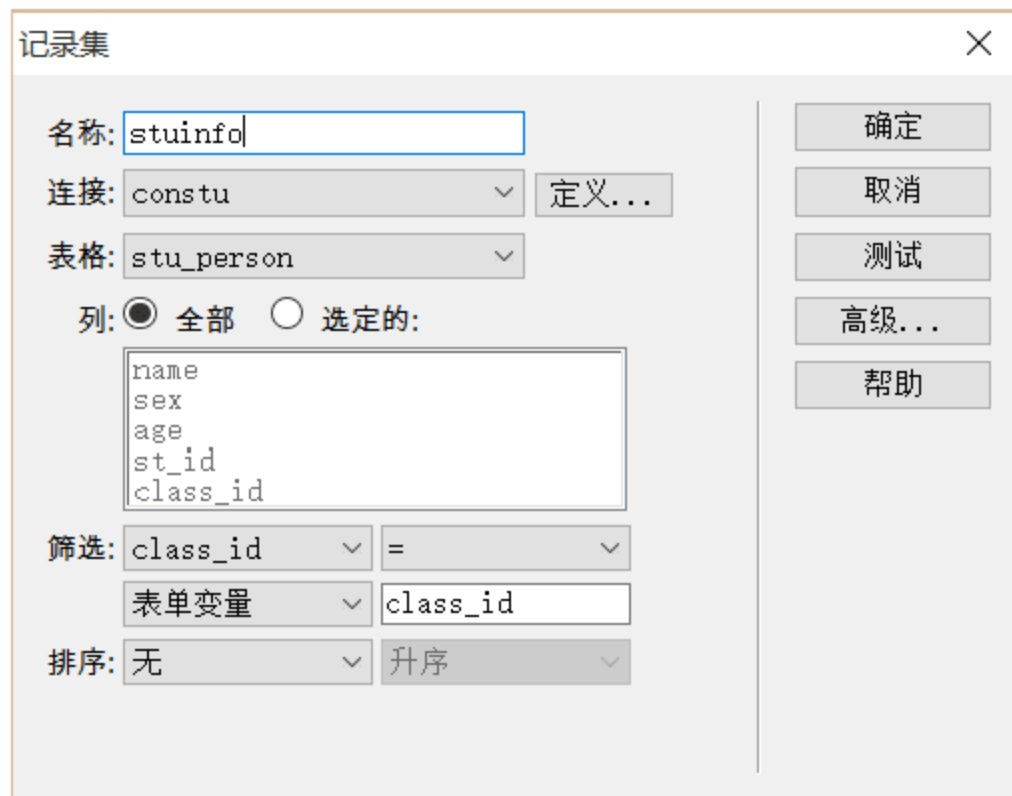 记录集
名称: stuinfo
连接: constu 定义...
表格: stu_person
列: 全部 选定的:
name
sex
age
st_id
class_id
筛选: class_id =
表单变量 class_id
排序: 无 升序
确定
取消
测试
高级...
帮助